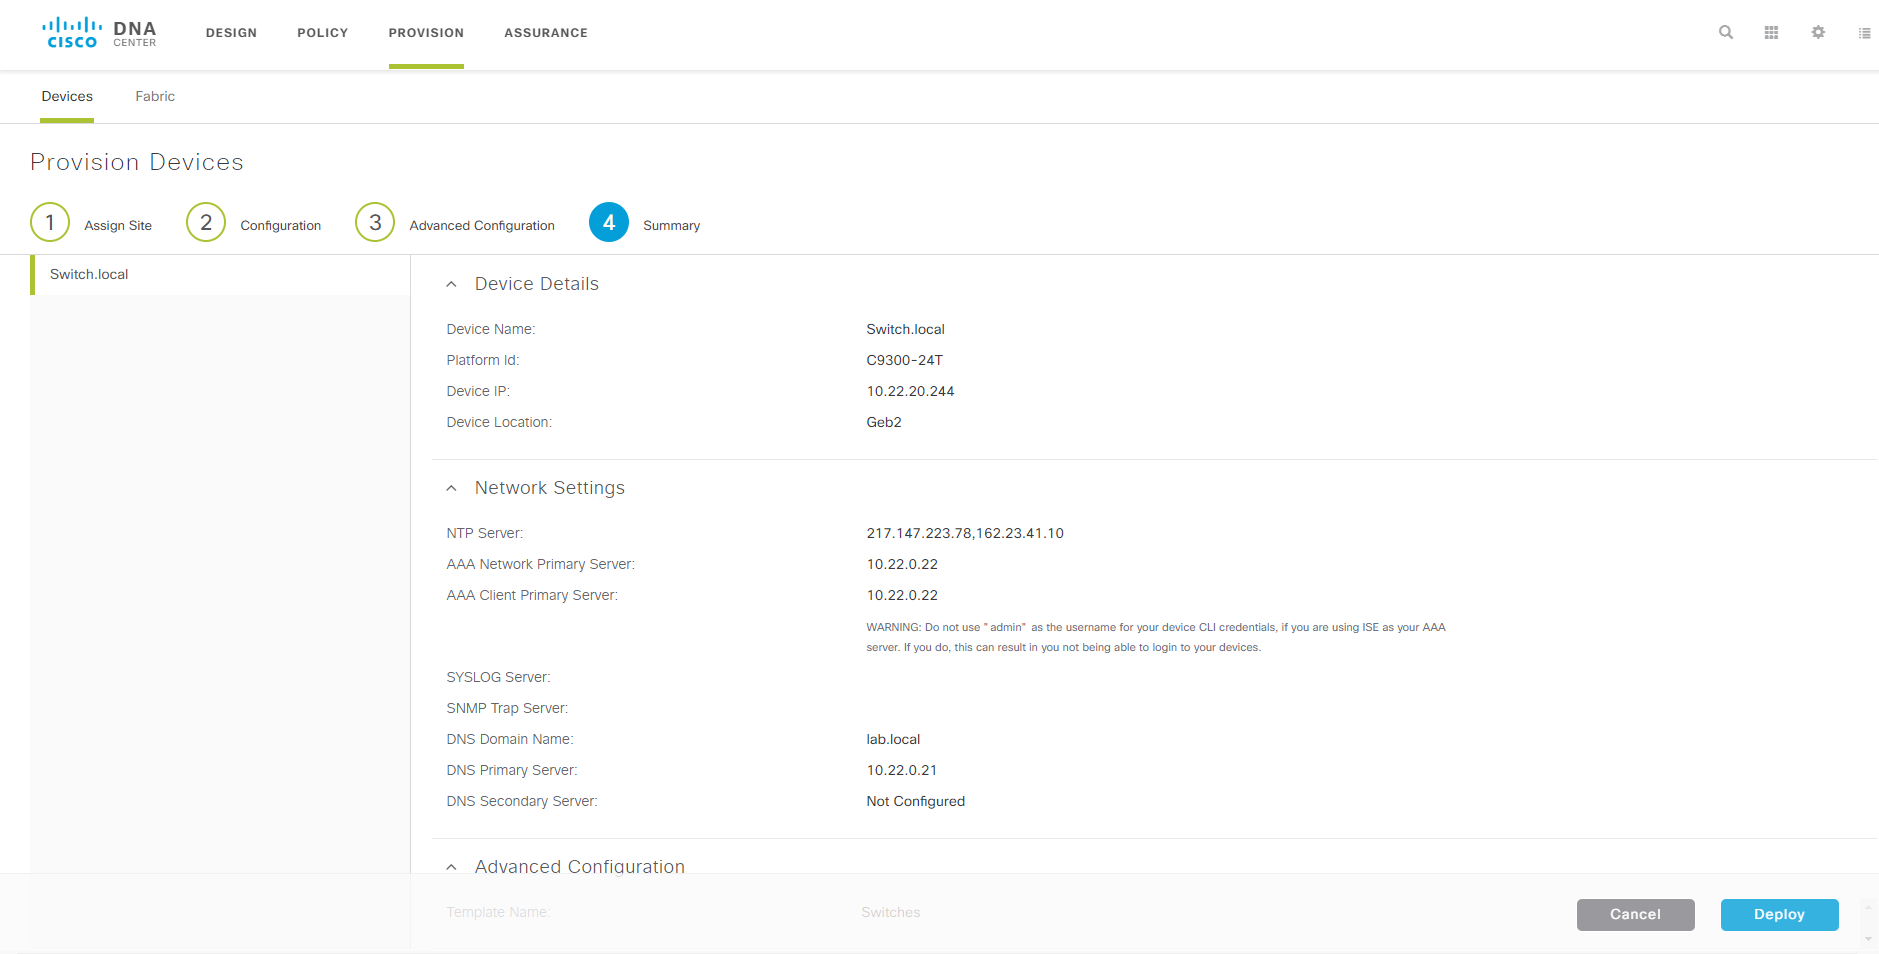 CISCO DNA CENTER
DESIGN POLICY PROVISION ASSURANCE
Devices Fabric
Provision Devices
1 Assign Site 2 Configuration 3 Advanced Configuration 4 Summary
Switch.local
Device Details
Device Name: Switch.local
Platform Id: C9300-24T
Device IP: 10.22.20.244
Device Location: Geb2
Network Settings
NTP Server: 217.147.223.78,162.23.41.10
AAA Network Primary Server: 10.22.0.22
AAA Client Primary Server: 10.22.0.22
WARNING: Do not use " admin" as the username for your device CLI credentials, if you are using ISE as your AAA
server. If you do, this can result in you not being able to login to your devices.
SYSLOG Server:
SNMP Trap Server:
DNS Domain Name: lab.local
DNS Primary Server: 10.22.0.21
DNS Secondary Server: Not Configured
Advanced Configuration
Template Name: Switches
Cancel Deploy